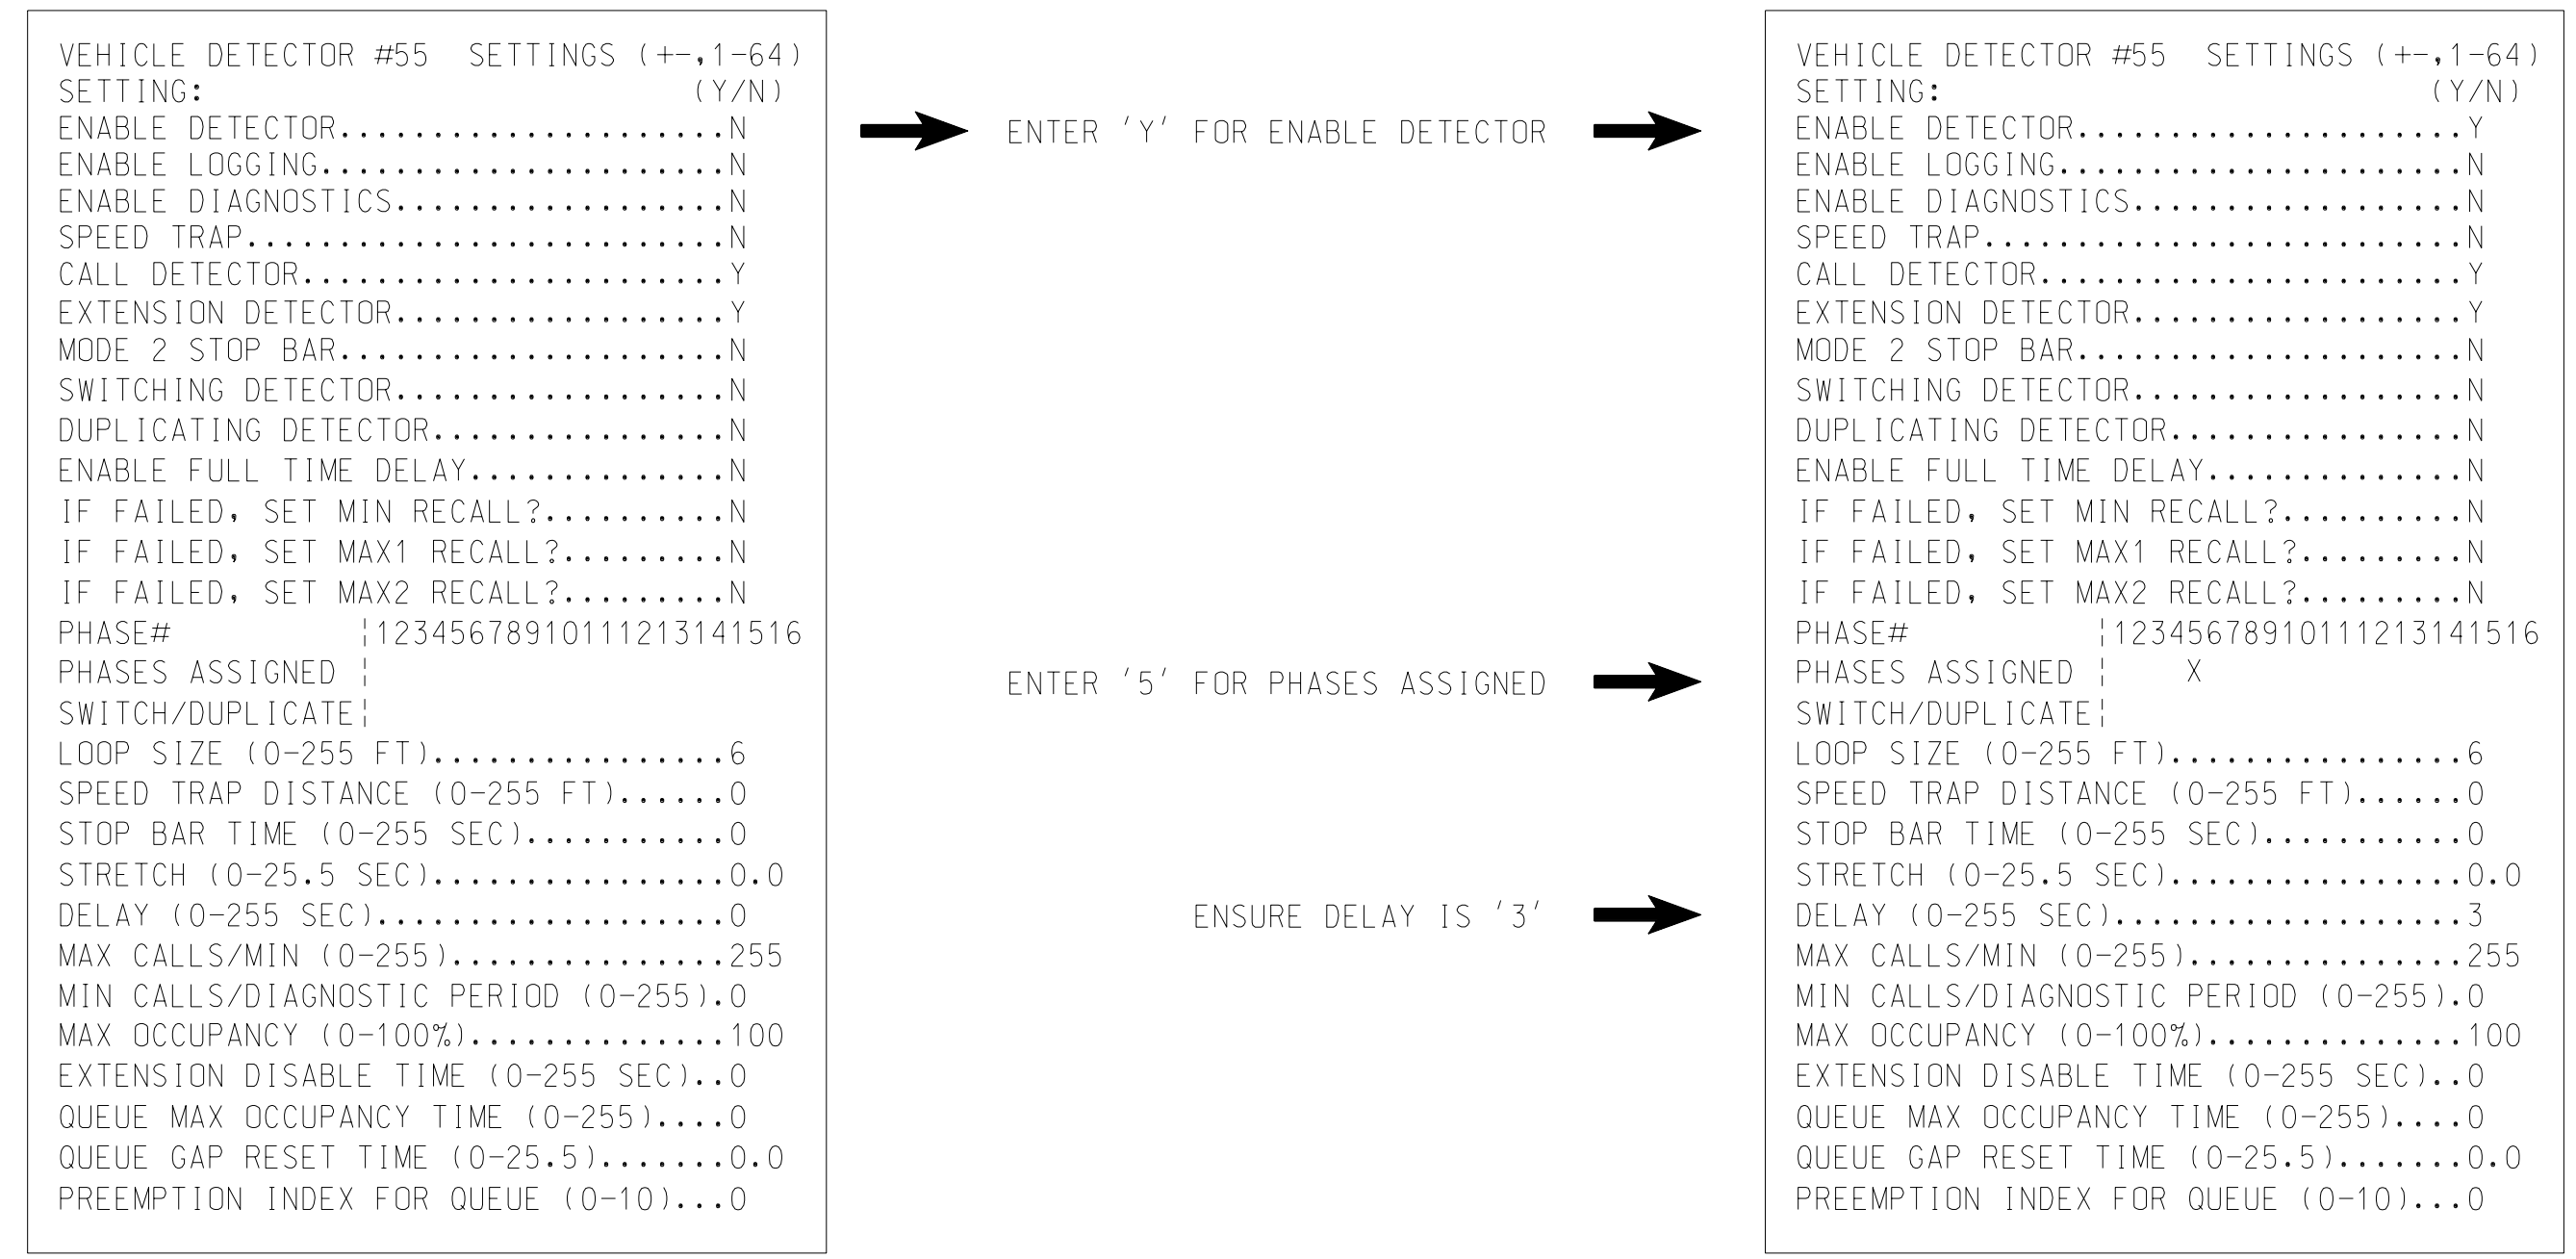 VEHICLE DETECTOR #55  SETTINGS (+-,1-64)
SETTING:                          (Y/N)
ENABLE DETECTOR.....................N
ENABLE LOGGING......................N
ENABLE DIAGNOSTICS..................N
SPEED TRAP..........................N
CALL DETECTOR.......................Y
EXTENSION DETECTOR..................Y
MODE 2 STOP BAR.....................N
SWITCHING DETECTOR..................N
DUPLICATING DETECTOR................N
ENABLE FULL TIME DELAY..............N
IF FAILED, SET MIN RECALL?..........N
IF FAILED, SET MAX1 RECALL?.........N
IF FAILED, SET MAX2 RECALL?.........N
PHASE#          |12345678910111213141516
PHASES ASSIGNED |
SWITCH/DUPLICATE|
LOOP SIZE (0-255 FT)................6
SPEED TRAP DISTANCE (0-255 FT)......0
STOP BAR TIME (0-255 SEC)...........0
STRETCH (0-25.5 SEC)................0.0
DELAY (0-255 SEC)...................0
MAX CALLS/MIN (0-255)...............255
MIN CALLS/DIAGNOSTIC PERIOD (0-255).0
MAX OCCUPANCY (0-100%)..............100
EXTENSION DISABLE TIME (0-255 SEC)..0
QUEUE MAX OCCUPANCY TIME (0-255)....0
QUEUE GAP RESET TIME (0-25.5).......0.0
PREEMPTION INDEX FOR QUEUE (0-10)...0
ENTER 'Y' FOR ENABLE DETECTOR
ENTER '5' FOR PHASES ASSIGNED
ENSURE DELAY IS '3'
VEHICLE DETECTOR #55  SETTINGS (+-,1-64)
SETTING:                          (Y/N)
ENABLE DETECTOR.....................Y
ENABLE LOGGING......................N
ENABLE DIAGNOSTICS..................N
SPEED TRAP..........................N
CALL DETECTOR.......................Y
EXTENSION DETECTOR..................Y
MODE 2 STOP BAR.....................N
SWITCHING DETECTOR..................N
DUPLICATING DETECTOR................N
ENABLE FULL TIME DELAY..............N
IF FAILED, SET MIN RECALL?..........N
IF FAILED, SET MAX1 RECALL?.........N
IF FAILED, SET MAX2 RECALL?.........N
PHASE#          |12345678910111213141516
PHASES ASSIGNED |    X
SWITCH/DUPLICATE|
LOOP SIZE (0-255 FT)................6
SPEED TRAP DISTANCE (0-255 FT)......0
STOP BAR TIME (0-255 SEC)...........0
STRETCH (0-25.5 SEC)................0.0
DELAY (0-255 SEC)...................3
MAX CALLS/MIN (0-255)...............255
MIN CALLS/DIAGNOSTIC PERIOD (0-255).0
MAX OCCUPANCY (0-100%)..............100
EXTENSION DISABLE TIME (0-255 SEC)..0
QUEUE MAX OCCUPANCY TIME (0-255)....0
QUEUE GAP RESET TIME (0-25.5).......0.0
PREEMPTION INDEX FOR QUEUE (0-10)...0